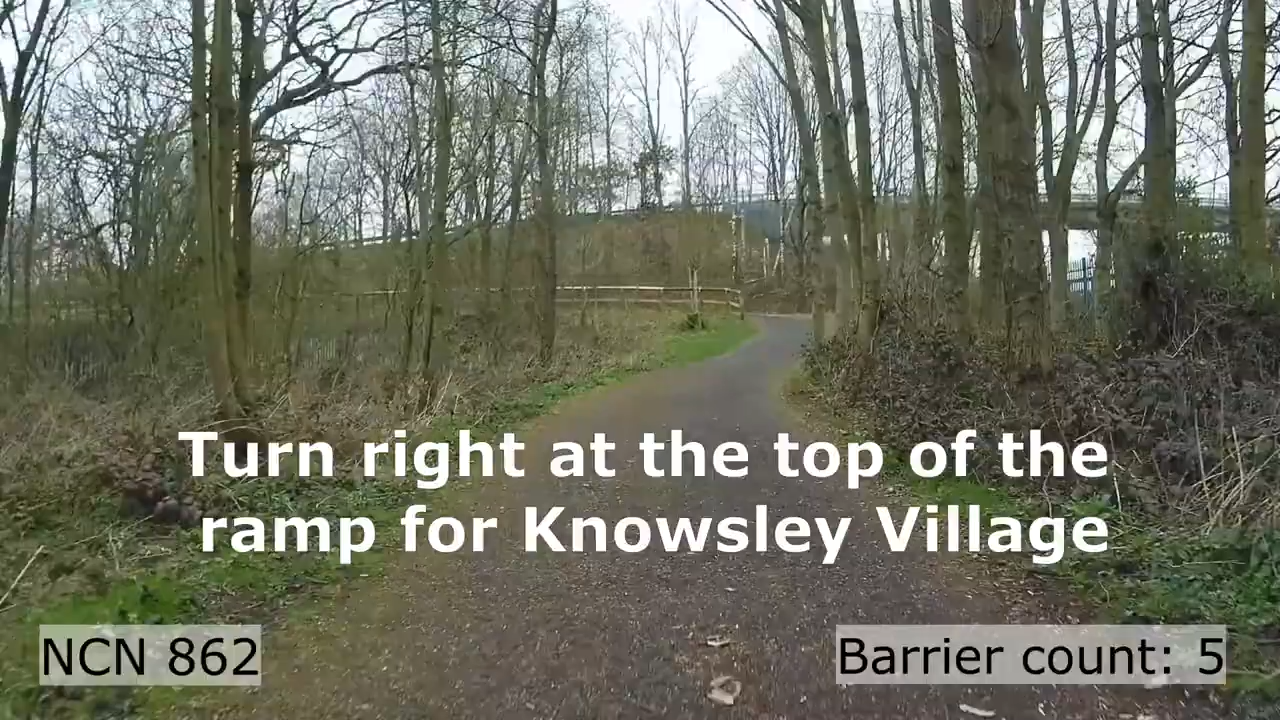 Turn right at the top of the
ramp for Knowsley Village
NCN 862
Barrier count: 5